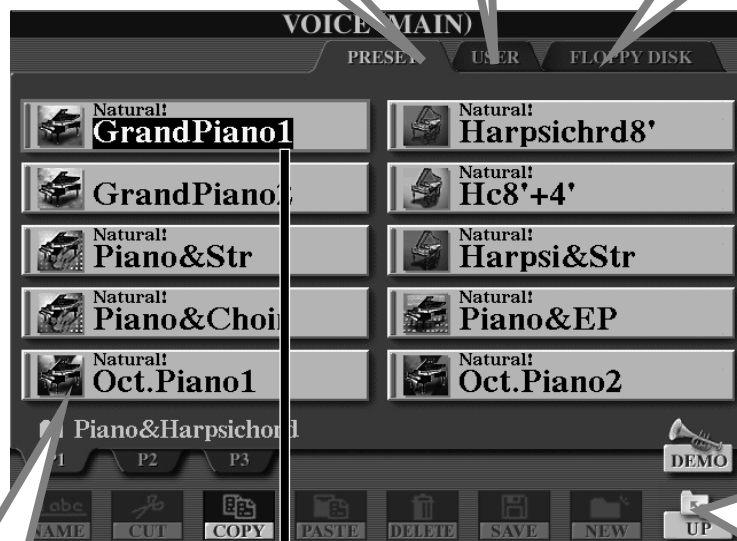 VOICE (MAIN)
PRESET USER FLOPPY DISK
Natural!
GrandPiano1
Natural!
Harpsichrd8'
GrandPiano2
Natural!
Hc8'+4'
Natural!
Piano&Str
Natural!
Harpsi&Str
Natural!
Piano&Choir
Natural!
Piano&EP
Natural!
Oct.Piano1
Natural!
Oct.Piano2
Piano&Harpsichord
P1 P2 P3
DEMO
abc
NAME CUT COPY PASTE DELETE SAVE NEW UP